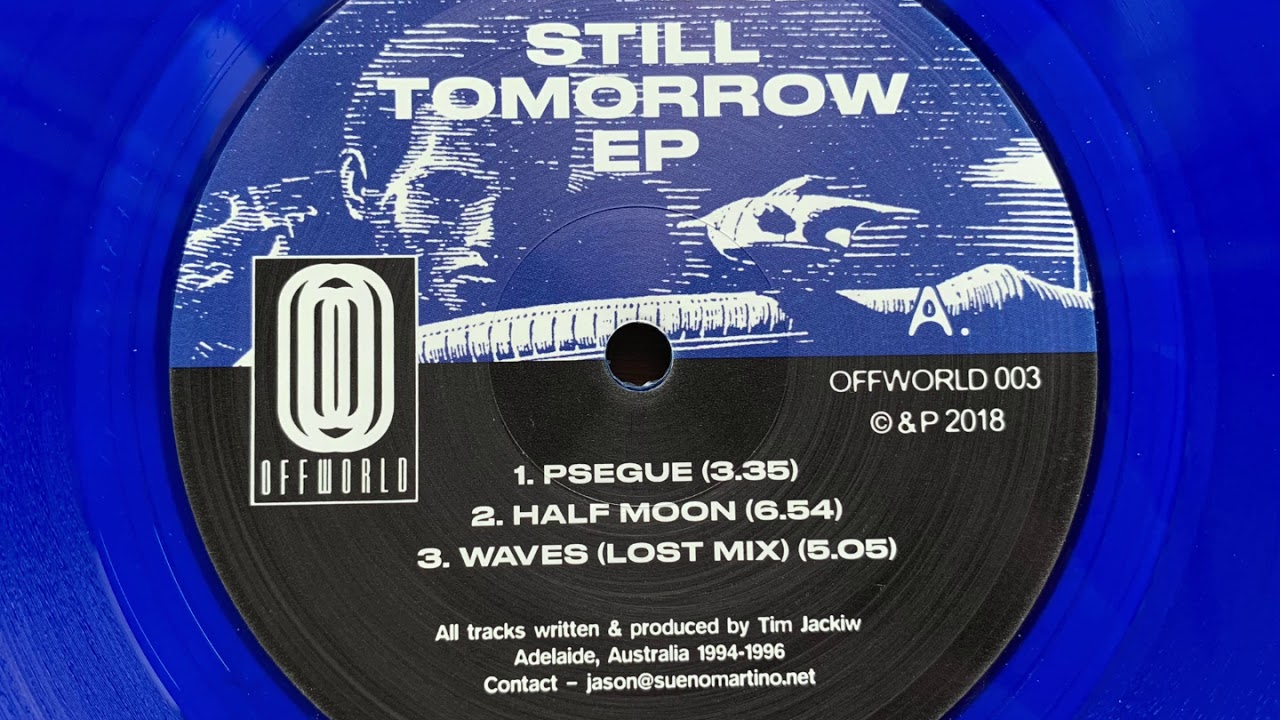 STILL
TOMORROW
EP
A.
OFFWORLD 003
© & P 2018
OFFWORLD
1. PSEGUE (3.35)
2. HALF MOON (6.54)
3. WAVES (LOST MIX) (5.05)
All tracks written & produced by Tim Jackiw
Adelaide, Australia 1994-1996
Contact – jason@suenomartino.net